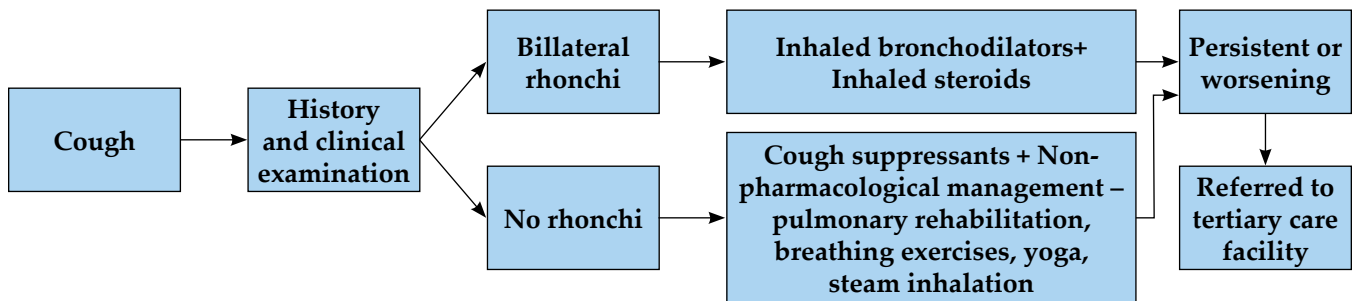 Cough
History
and clinical
examination
Billateral
rhonchi
No rhonchi
Inhaled bronchodilators+
Inhaled steroids
Cough suppressants + Non-
pharmacological management –
pulmonary rehabilitation,
breathing exercises, yoga,
steam inhalation
Persistent or
worsening
Referred to
tertiary care
facility